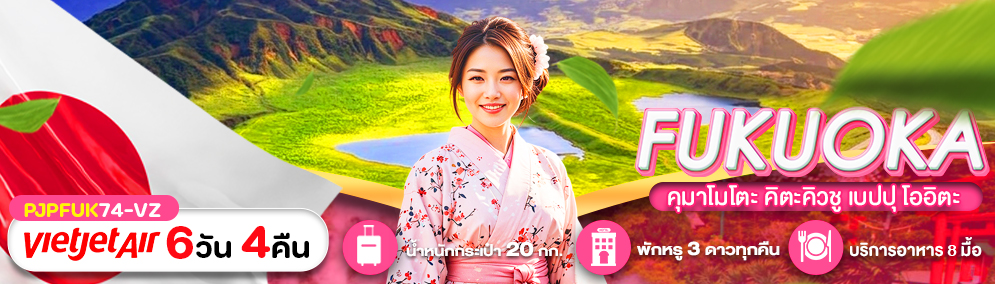 FUKUOKA
คุมาโมโตะ คิตะคิวชู เบปปุ โออิตะ
PJPFUK74-VZ
vietjet AIR 6 วัน 4 คืน
น้ำหนักกระเป๋า 20 กก.
พักหรู 3 ดาวทุกคืน
บริการอาหาร 8 มื้อ